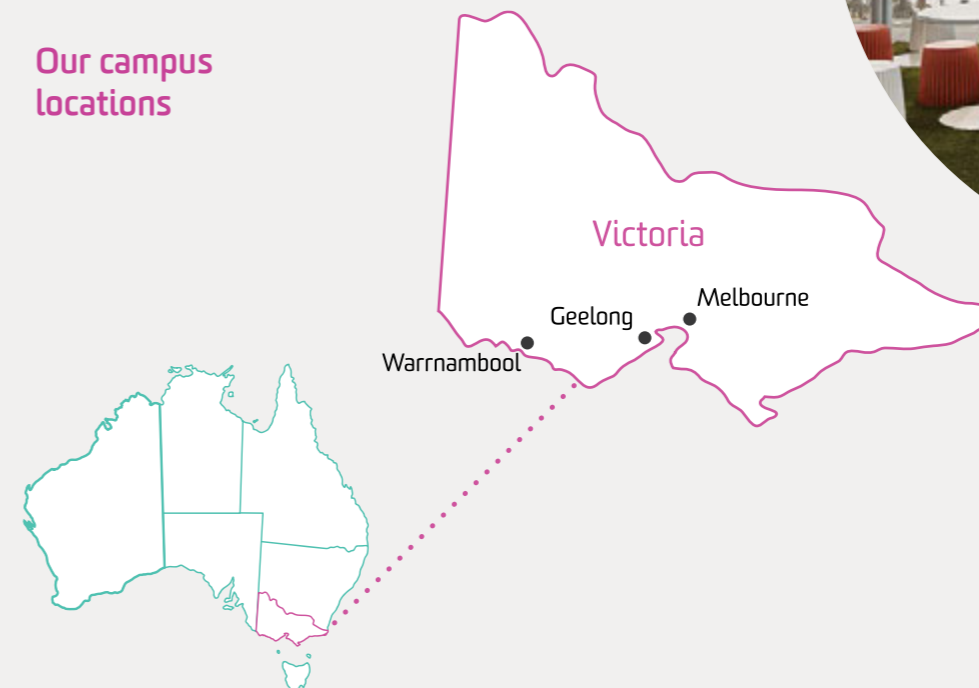 Our campus
locations
Victoria
Melbourne
Geelong
Warrnambool